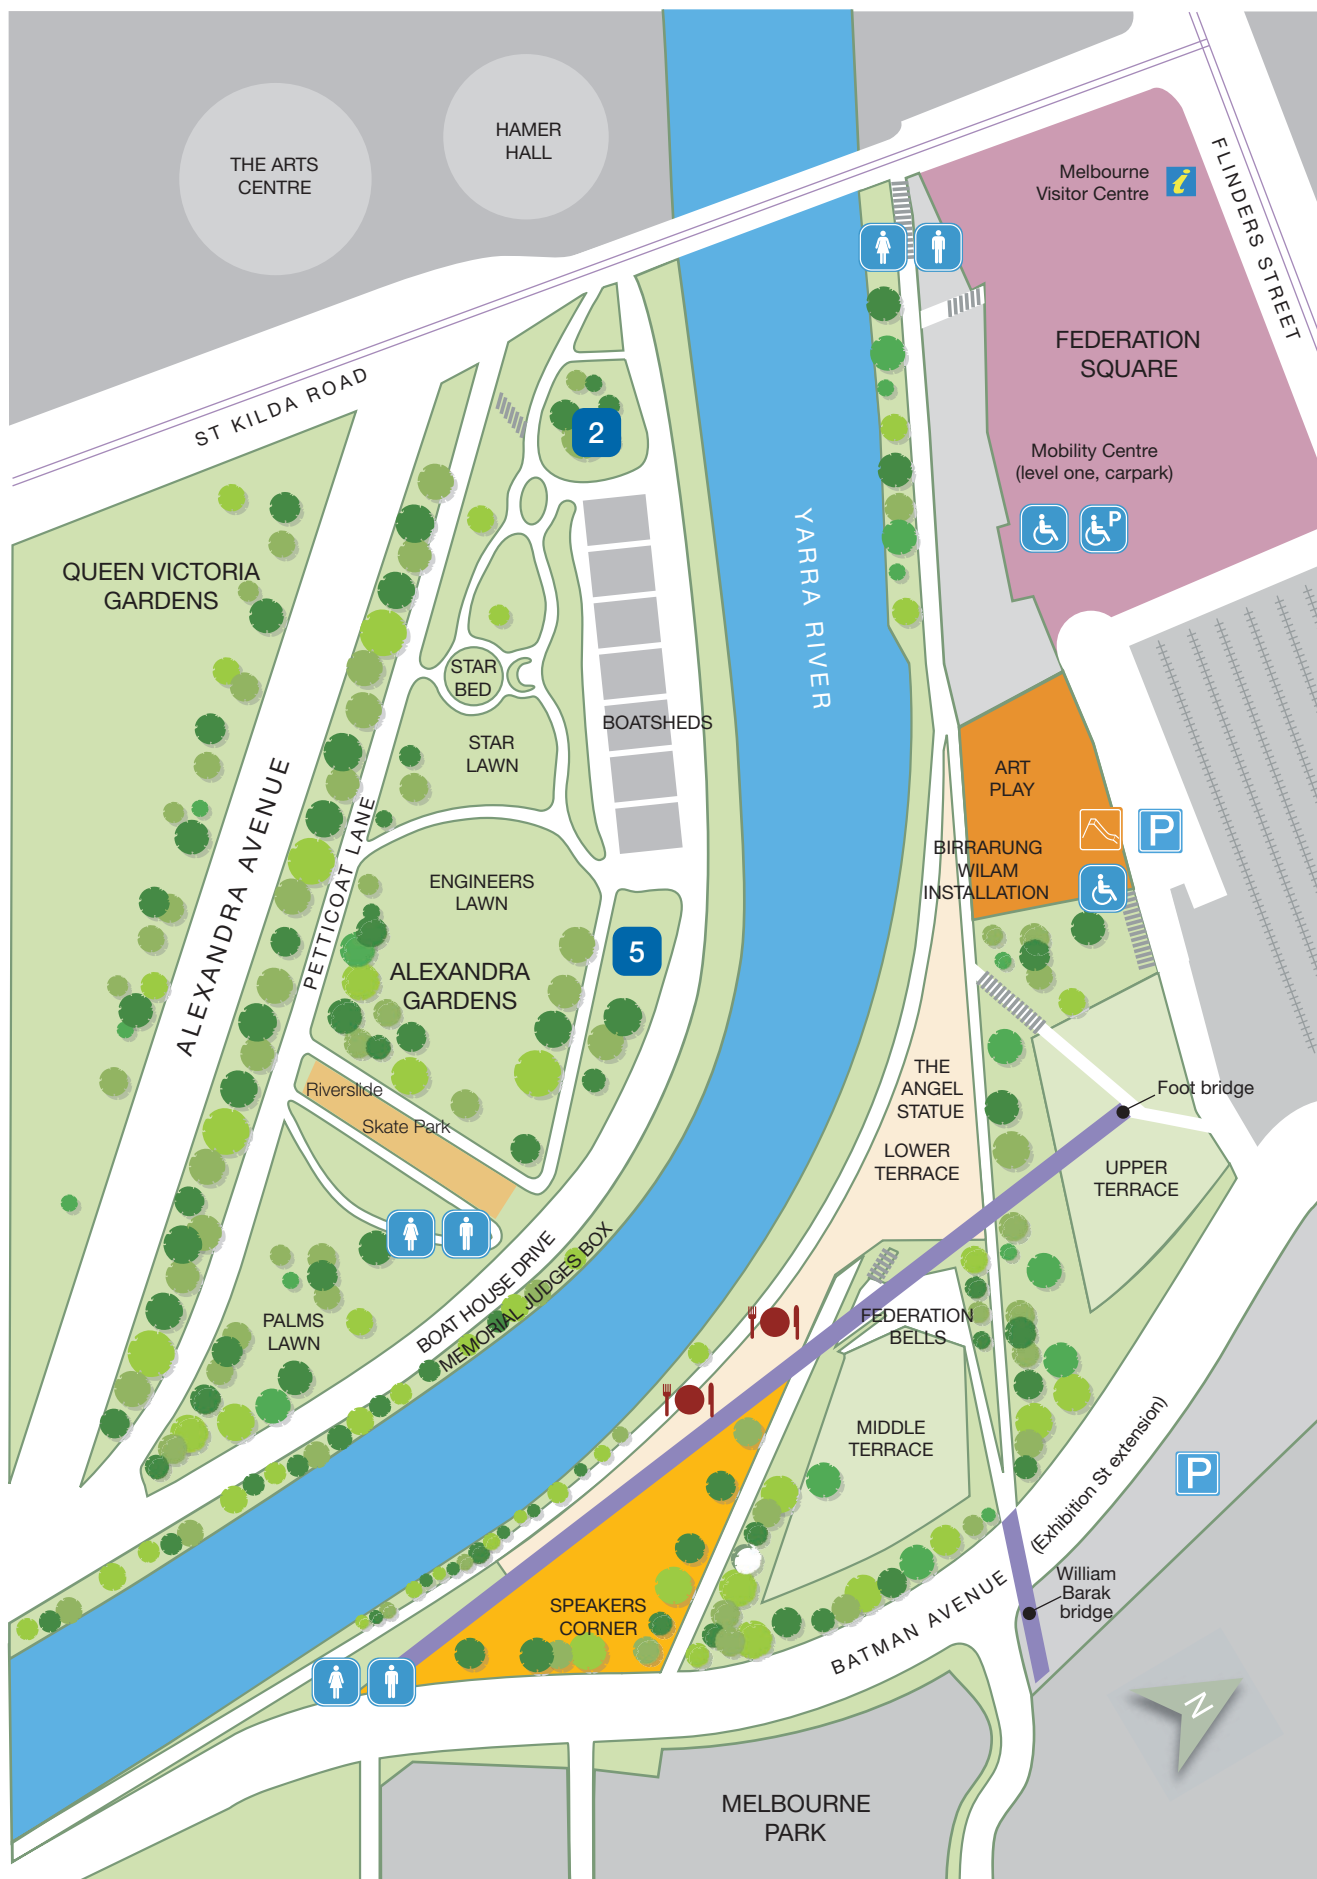 HAMER
HALL
THE ARTS
CENTRE
Melbourne
Visitor Centre
i
FLINDERS STREET
FEDERATION
SQUARE
ST KILDA ROAD
2
Mobility Centre
(level one, carpark)
P
YARRA RIVER
QUEEN VICTORIA
GARDENS
STAR
BED
BOATSHEDS
STAR
LAWN
ART
PLAY
P
BIRRARUNG
WILAM
INSTALLATION
ALEXANDRA AVENUE
PETTICOAT LANE
ENGINEERS
LAWN
5
ALEXANDRA
GARDENS
THE
ANGEL
STATUE
Foot bridge
Riverslide
Skate Park
LOWER
TERRACE
UPPER
TERRACE
BOAT HOUSE DRIVE
MEMORIAL JUDGES BOX
PALMS
LAWN
FEDERATION
BELLS
MIDDLE
TERRACE
(Exhibition St extension)
P
SPEAKERS
CORNER
BATMAN AVENUE
William
Barak
bridge
N
MELBOURNE
PARK